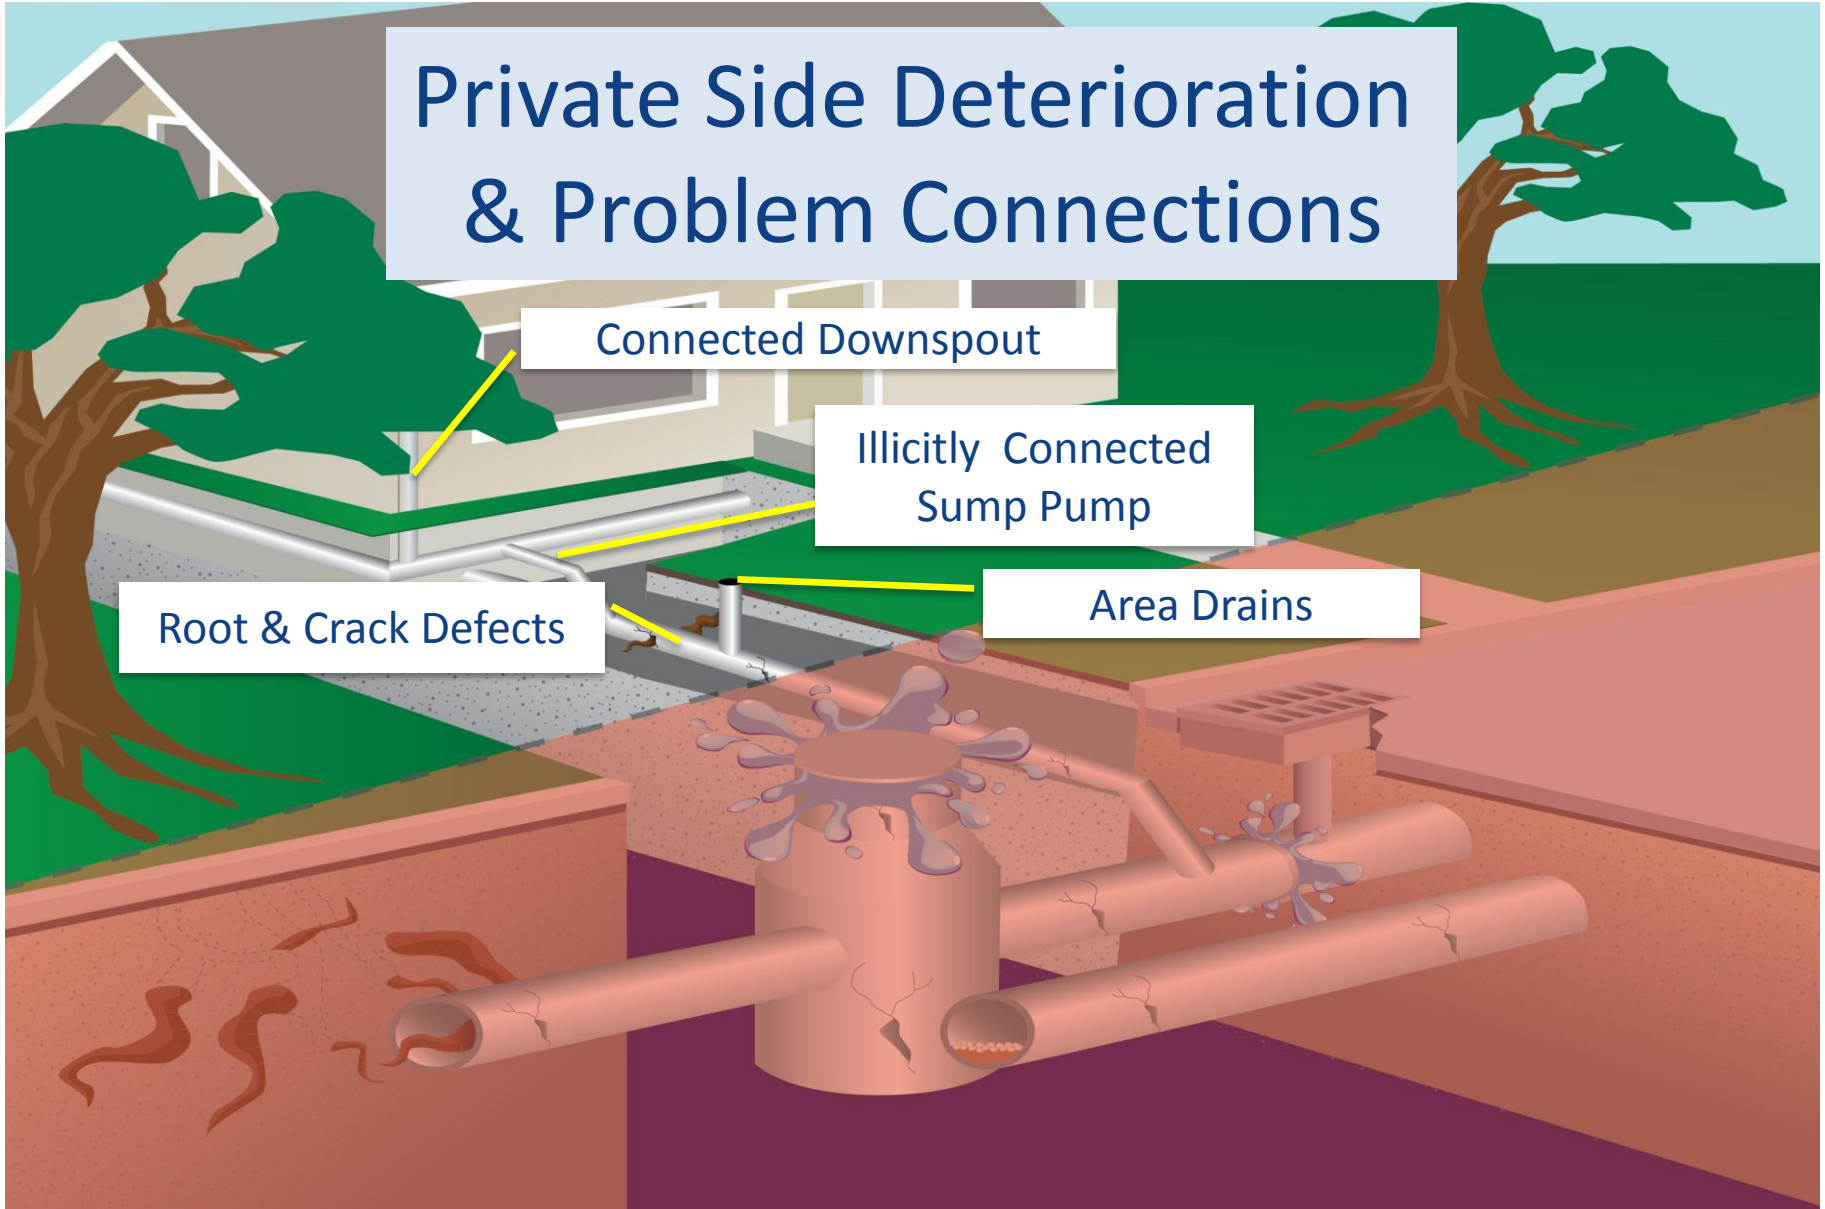 Private Side Deterioration
& Problem Connections
Connected Downspout
Illicitly Connected
Sump Pump
Area Drains
Root & Crack Defects